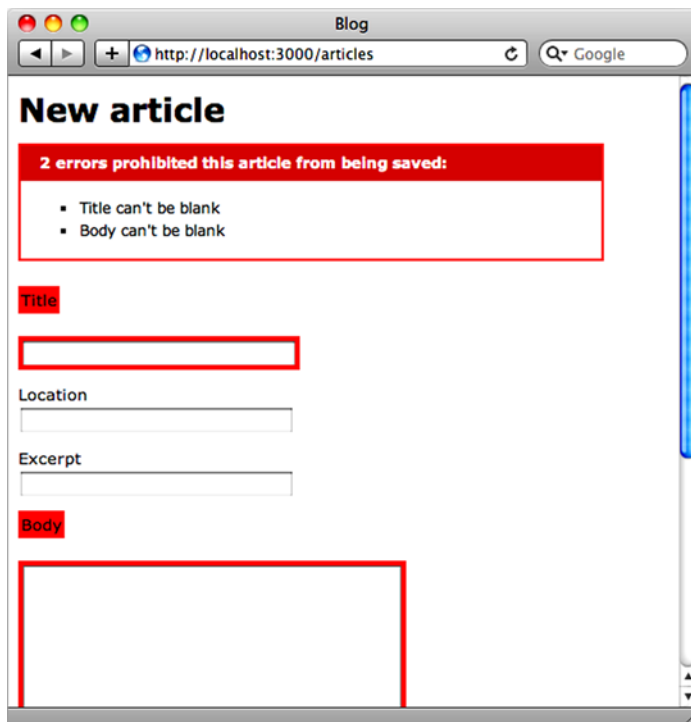 Blog
http://localhost:3000/articles
Google
New article
2 errors prohibited this article from being saved:
Title can't be blank
Body can't be blank
Title
Location
Excerpt
Body